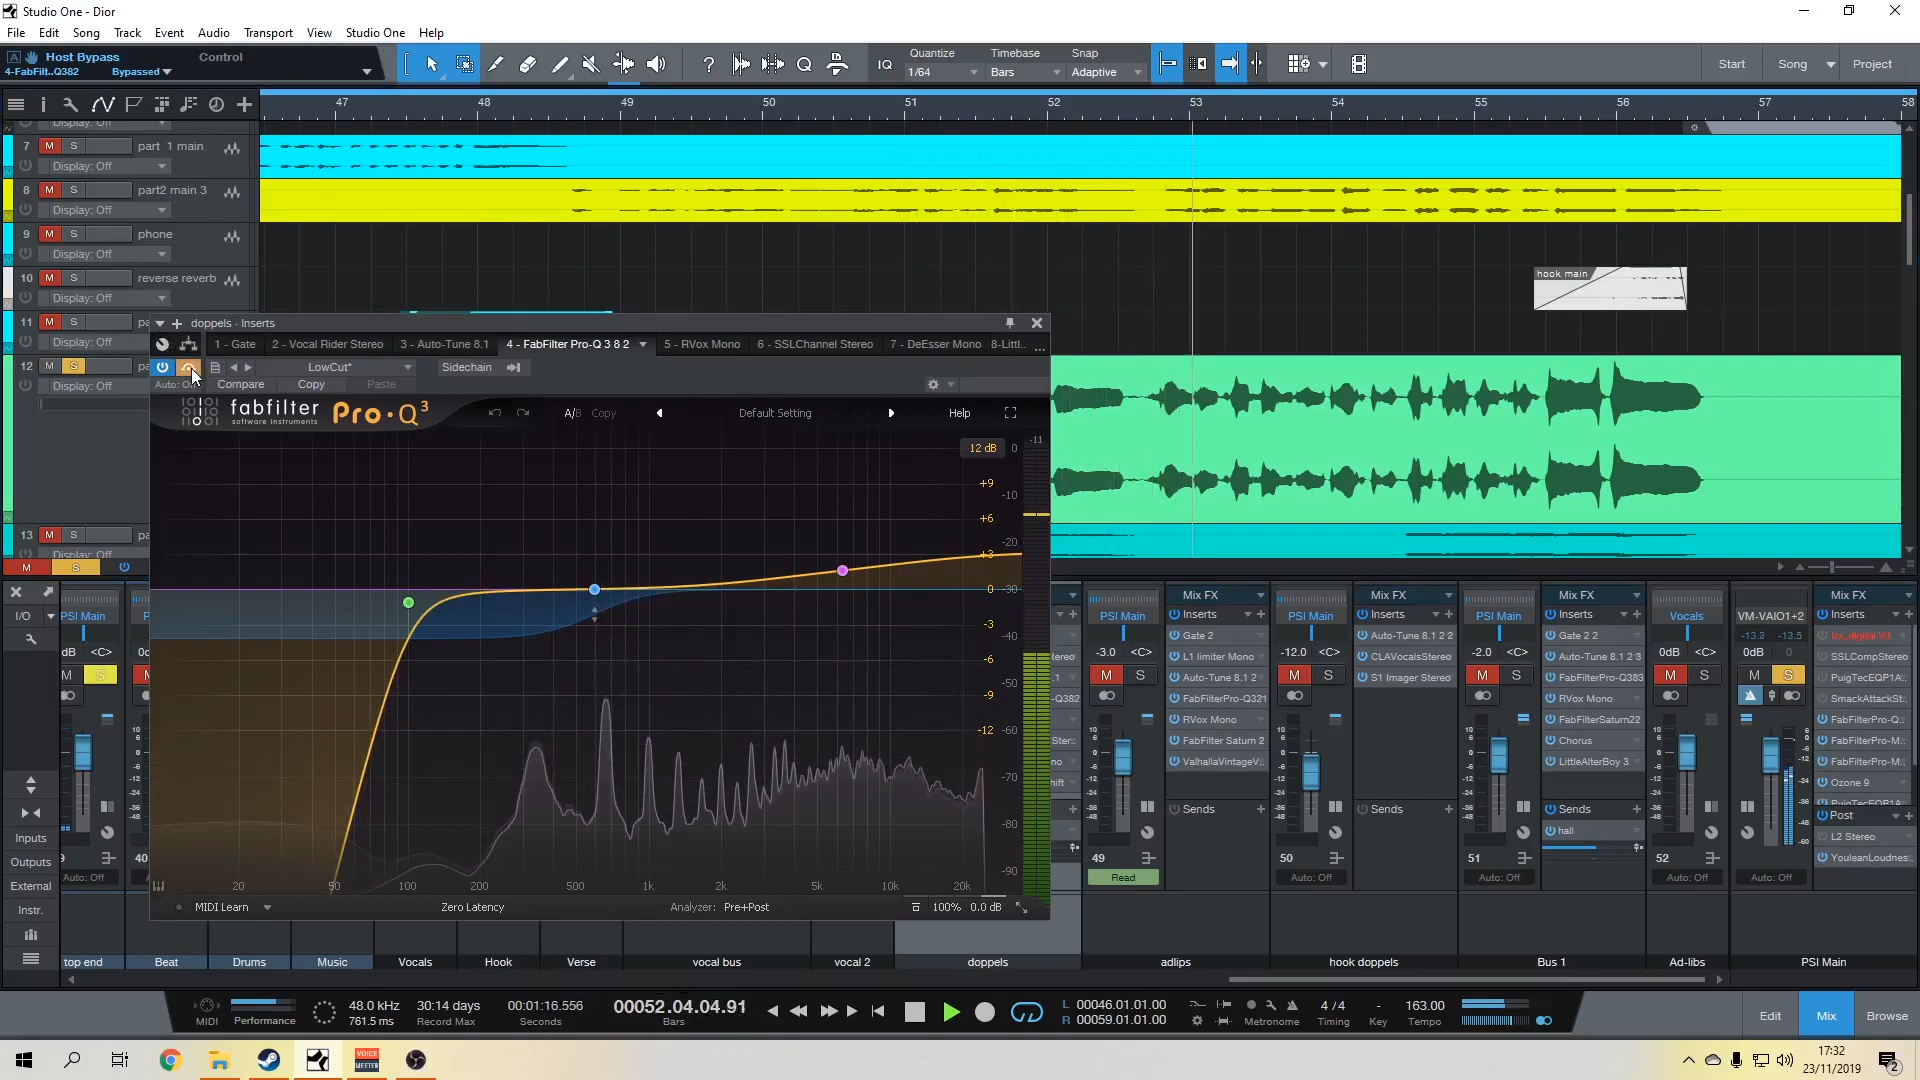 Studio One - Dior
File Edit Song Track Event Audio Transport View Studio One Help
Host Bypass
Control
4-FabFilt..Q382 Bypassed
IQ
Quantize
1/64
Timebase
Bars
Snap
Adaptive
Start Song Project
47 48 49 50 51 52 53 54 55 56 57 58
Display: Off
7 M S part 1 main
Display: Off
8 M S part2 main 3
Display: Off
9 M S phone
Display: Off
10 M S reverse reverb
Display: Off
hook main
11 M S pa
Display: Off
12 M S pa
Display: Off
13 M S pa
Display: Off
M S
doppels - Inserts
1 - Gate 2 - Vocal Rider Stereo 3 - Auto-Tune 8.1 4 - FabFilter Pro-Q 3 8 2 5 - RVox Mono 6 - SSLChannel Stereo 7 - DeEsser Mono 8-Littl.. ...
LowCut*
Sidechain
Auto: Off Compare Copy Paste
fabfilter
software instruments
Pro·Q3
A/B Copy
Default Setting
Help
12 dB 0 -11
+9 -10
+6
+3 -20
0 -30
-3 -40
-6 -50
-9
-12 -60
-70
-80
-90
20 50 100 200 500 1k 2k 5k 10k 20k
MIDI Learn
Zero Latency
Analyzer: Pre+Post
100% 0.0 dB
I/O
PSI Main
dB <C>
M S
Inputs
Outputs
External
Instr.
9 40
Auto: Off
PSI Main
-3.0 <C>
M S
49
Read
Mix FX
Inserts
Gate 2
L1 limiter Mono
Auto-Tune 8.1 2
FabFilterPro-Q321
RVox Mono
FabFilter Saturn 2
ValhallaVintageV..
Sends
PSI Main
-12.0 <C>
M S
50
Auto: Off
Mix FX
Inserts
Auto-Tune 8.1 2 2
CLAVocalsStereo
S1 Imager Stereo
Sends
PSI Main
-2.0 <C>
M S
51
Auto: Off
Mix FX
Inserts
Gate 2 2
Auto-Tune 8.1 2 3
FabFilterPro-Q383
RVox Mono
FabFilterSaturn22
Chorus
LittleAlterBoy 3
Sends
hall
Vocals
0dB <C>
M S
52
Auto: Off
VM-VAIO1+2
-13.2 -13.5
0dB 0
M S
Auto: Off
Mix FX
Inserts
bx_digital V3
SSLCompStereo
PuigTecEQP1A..
SmackAttackSt..
FabFilterPro-Q..
FabFilterPro-M..
FabFilterPro-M..
Ozone 9
PuigTecEQP1A..
Post
L2 Stereo
YouleanLoudnes..
top end Beat Drums Music Vocals Hook Verse vocal bus vocal 2 doppels adlips hook doppels Bus 1 Ad-libs PSI Main
MIDI
Performance
48.0 kHz
761.5 ms
30:14 days
Record Max
00:01:16.556
Seconds
00052.04.04.91
Bars
L 00046.01.01.00
R 00059.01.01.00
Metronome
4 / 4
Timing
-
Key
163.00
Tempo
Edit Mix Browse
VOICE
MEETER
17:32
23/11/2019
2